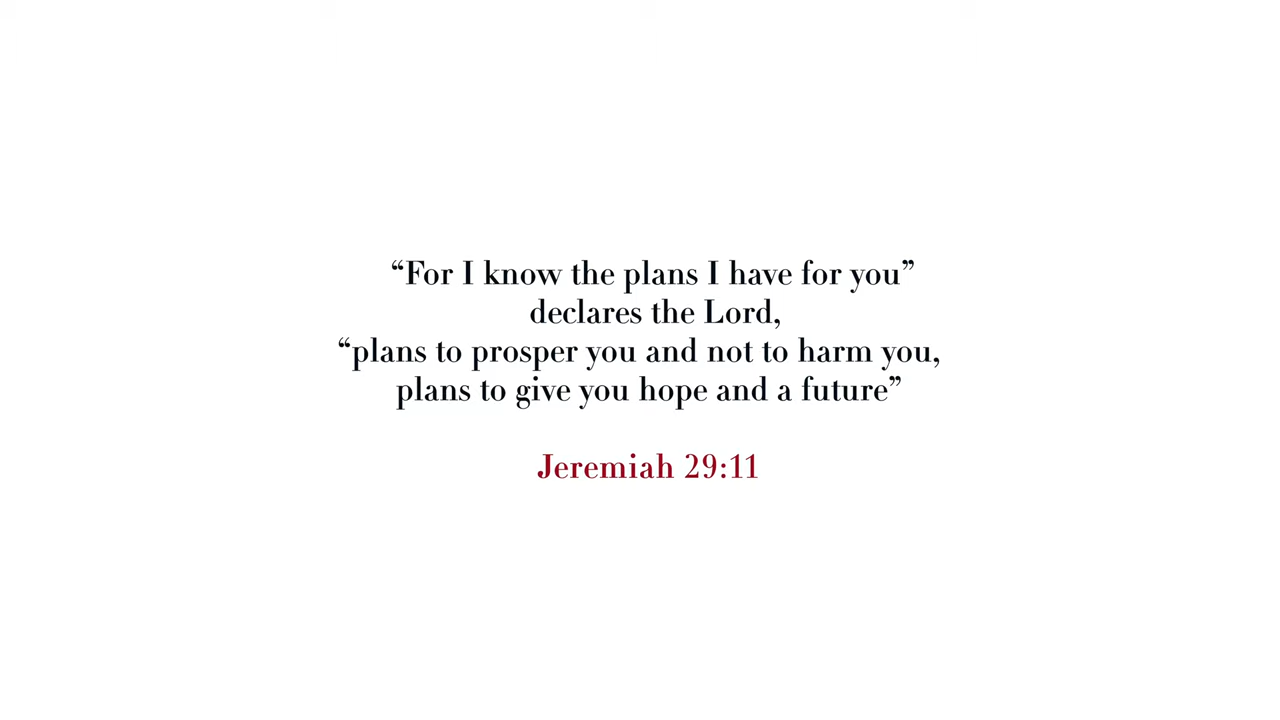 “For I know the plans I have for you”
declares the Lord,
“plans to prosper you and not to harm you,
plans to give you hope and a future”
Jeremiah 29:11